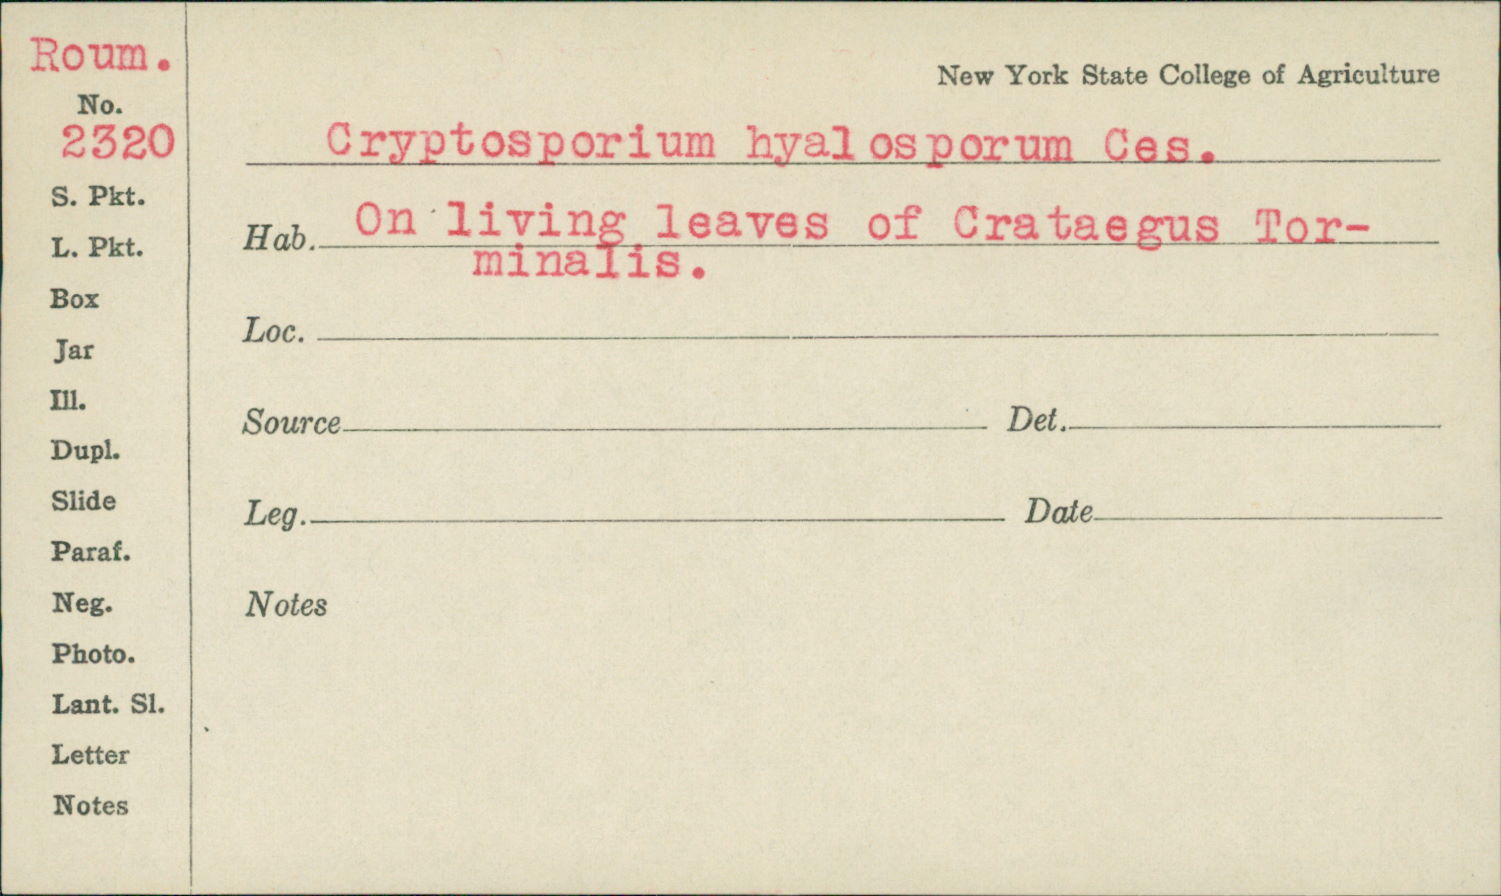 Roum.
No.
2320
S. Pkt.
L. Pkt.
Box
Jar
Ill.
Dupl.
Slide
Paraf.
Neg.
Photo.
Lant. Sl.
Letter
Notes
New York State College of Agriculture
Cryptosporium hyalosporum Ces.
Hab. On living leaves of Crataegus Tor-
minalis.
Loc.
Source Det.
Leg. Date
Notes